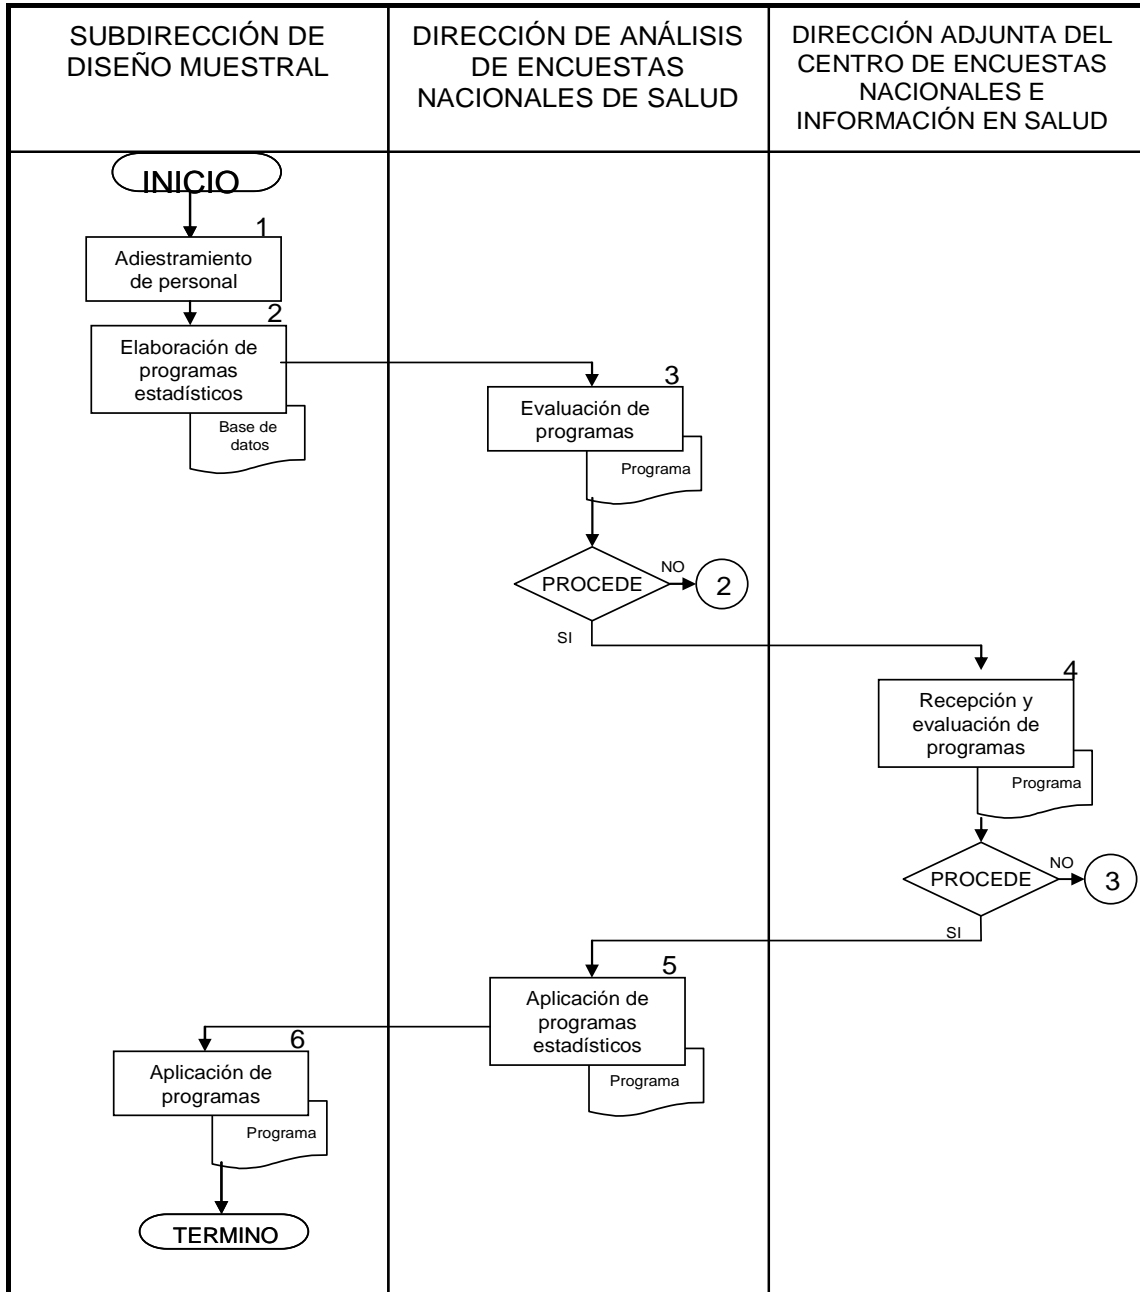 SUBDIRECCIÓN DE
DISEÑO MUESTRAL
DIRECCIÓN DE ANÁLISIS
DE ENCUESTAS
NACIONALES DE SALUD
DIRECCIÓN ADJUNTA DEL
CENTRO DE ENCUESTAS
NACIONALES E
INFORMACIÓN EN SALUD
INICIO
1
Adiestramiento
de personal
2
Elaboración de
programas
estadísticos
Base de
datos
3
Evaluación de
programas
Programa
PROCEDE
NO
2
SI
4
Recepción y
evaluación de
programas
Programa
PROCEDE
NO
3
SI
5
Aplicación de
programas
estadísticos
Programa
6
Aplicación de
programas
Programa
TERMINO